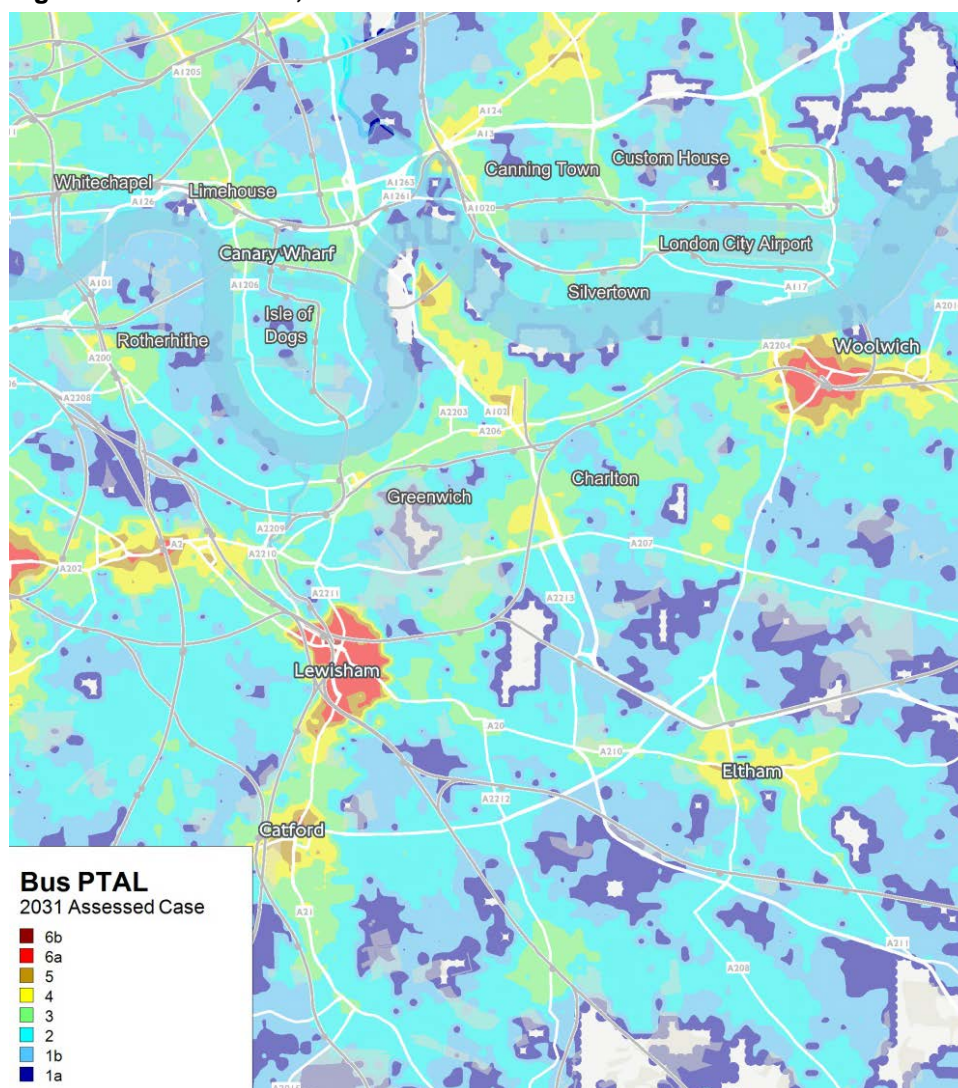 A1205
A124
A13
Canning Town
Custom House
Whitechapel
Limehouse
A1263
A1261
A126
A1020
Canary Wharf
London City Airport
A101
A1206
Silvertown
A117
Isle of
Dogs
Rotherhithe
A200
A201
A2204
Woolwich
A2208
A2203
A102
A206
Greenwich
Charlton
A2209
A2
A202
A2210
A207
A2211
A2213
Lewisham
A20
A210
Eltham
A2212
Catford
A21
A211
A208
Bus PTAL
2031 Assessed Case
6b
6a
5
4
3
2
1b
1a